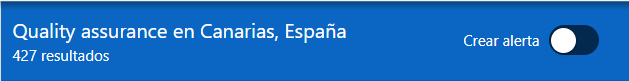 Quality assurance en Canarias, España
427 resultados
Crear alerta